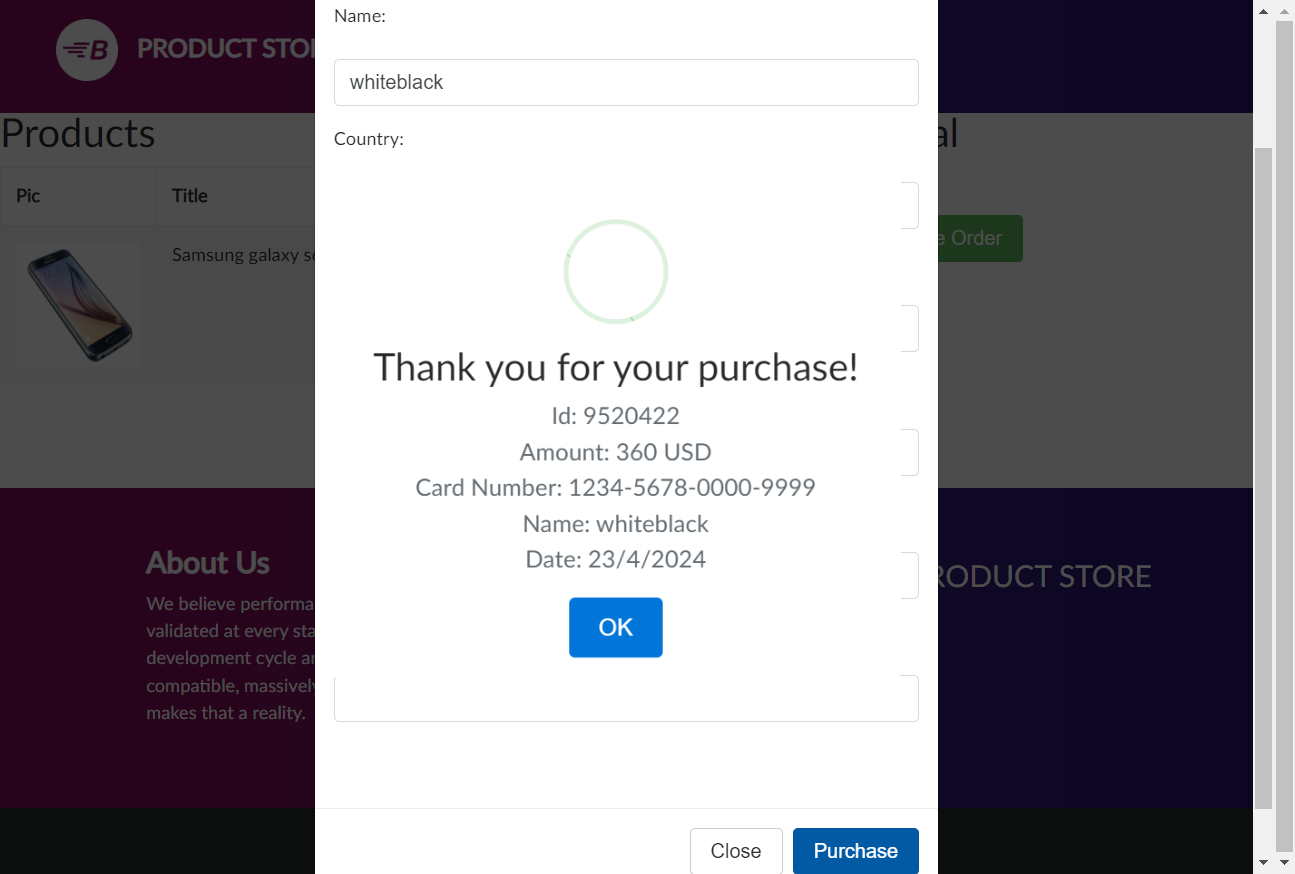 Name:
PRODUCT STO
whiteblack
Products
Country:
al
Pic
Title
Samsung galaxy
e Order
Thank you for your purchase!
Id: 9520422
Amount: 360 USD
Card Number: 1234-5678-0000-9999
Name: whiteblack
Date: 23/4/2024
OK
About Us
We believe performa
validated at every sta
development cycle a
compatible, massively
makes that a reality.
RODUCT STORE
Close
Purchase